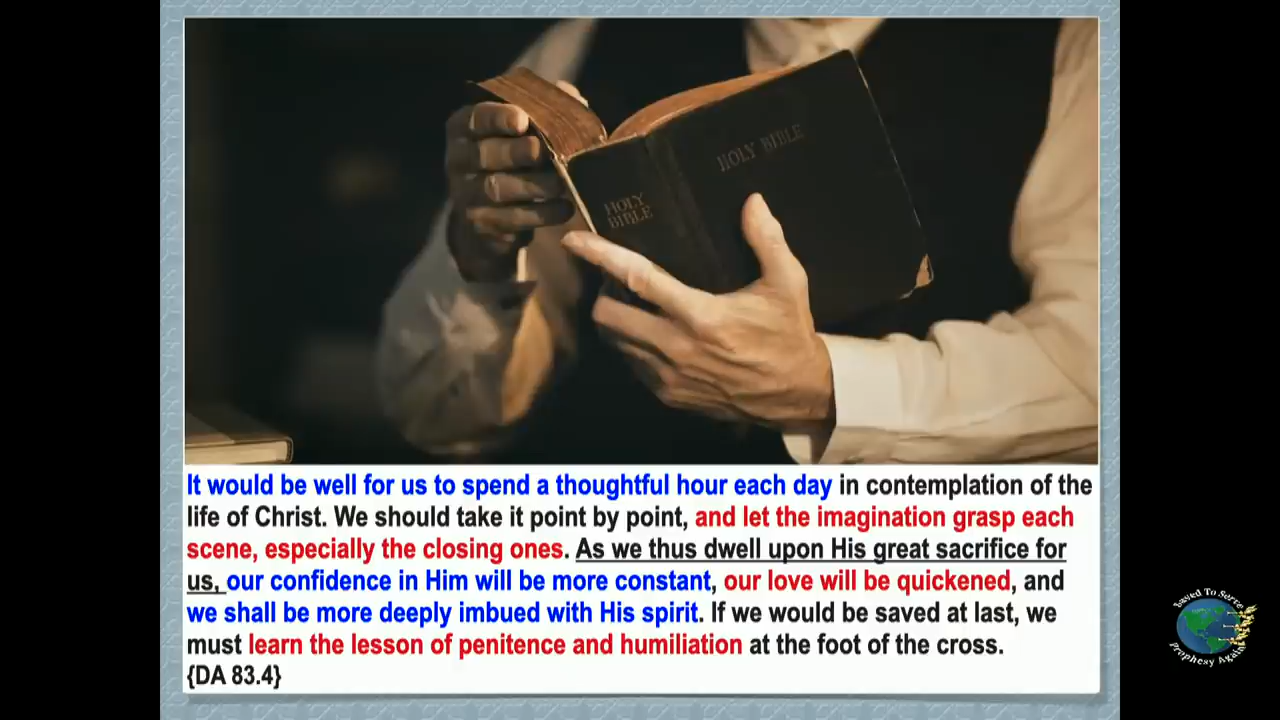 HOLY BIBLE
HOLY
BIBLE
It would be well for us to spend a thoughtful hour each day in contemplation of the
life of Christ. We should take it point by point, and let the imagination grasp each
scene, especially the closing ones. As we thus dwell upon His great sacrifice for
us, our confidence in Him will be more constant, our love will be quickened, and
we shall be more deeply imbued with His spirit. If we would be saved at last, we
must learn the lesson of penitence and humiliation at the foot of the cross.
{DA 83.4}
To Serve
Prophesy Again